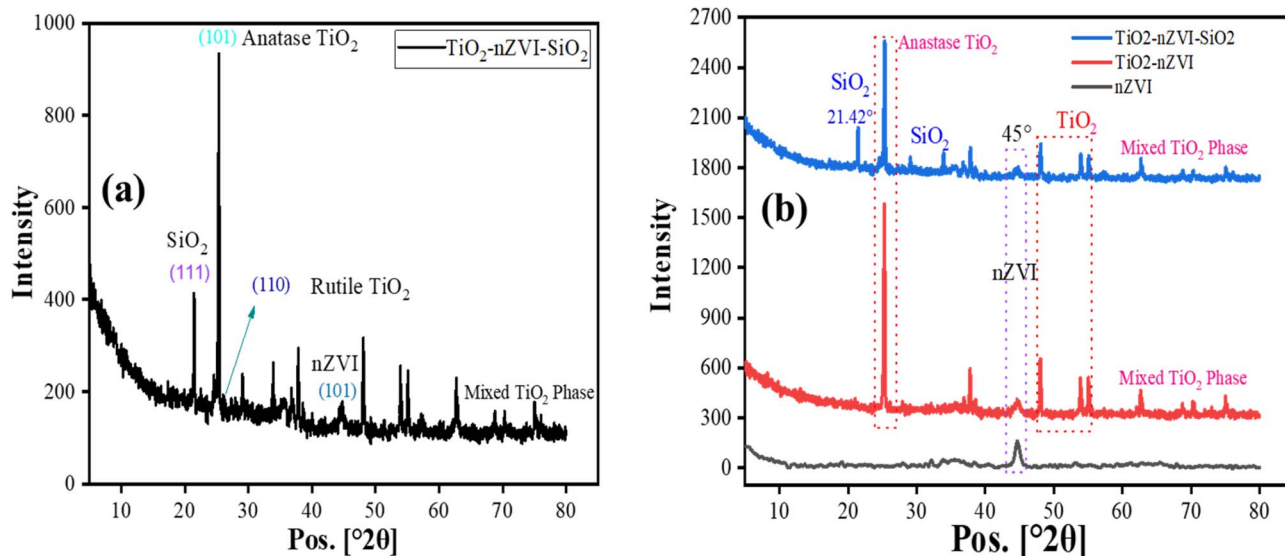 1000
800
600
400
200
0
10 20 30 40 50 60 70 80
Intensity
Pos. [°2θ]
(a)
(101) Anatase TiO₂
TiO₂-nZVI-SiO₂
SiO₂
(111)
(110) Rutile TiO₂
nZVI
(101)
Mixed TiO₂ Phase
2700
2400
2100
1800
1500
1200
900
600
300
0
10 20 30 40 50 60 70 80
Intensity
Pos. [°2θ]
(b)
Anastase TiO₂
TiO2-nZVI-SiO2
TiO2-nZVI
nZVI
SiO₂
21.42°
SiO₂
45°
TiO₂
Mixed TiO₂ Phase
nZVI
Mixed TiO₂ Phase